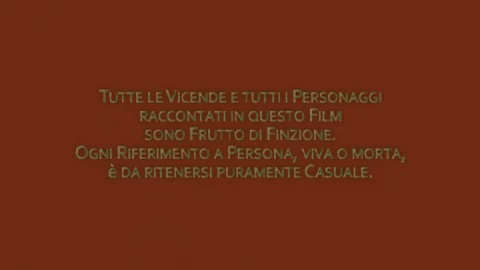 Tutte le Vicende e tutti i Personaggi
raccontati in questo Film
sono Frutto di Finzione.
Ogni Riferimento a Persona, viva o morta,
è da ritenersi puramente Casuale.